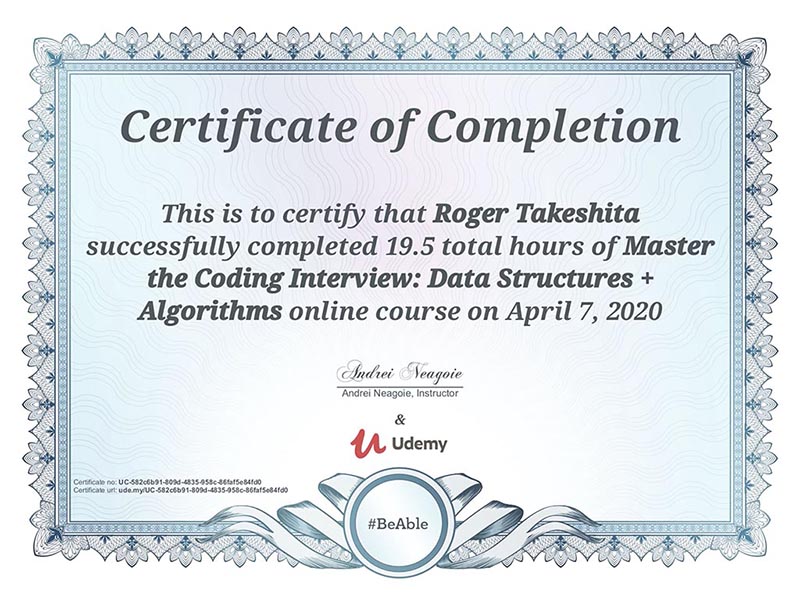 Certificate of Completion
This is to certify that Roger Takeshita
successfully completed 19.5 total hours of Master
the Coding Interview: Data Structures +
Algorithms online course on April 7, 2020
Andrei Neagoie
Andrei Neagoie, Instructor
&
Udemy
Certificate no: UC-582c6b91-809d-4835-958c-86faf5e84fd0
Certificate url: ude.my/UC-582c6b91-809d-4835-958c-86faf5e84fd0
#BeAble